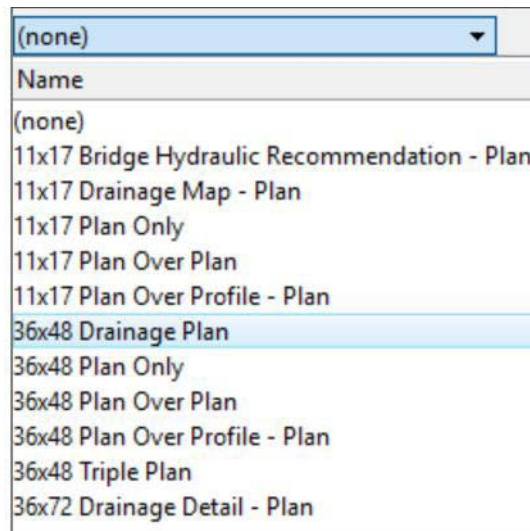 (none)
Name
(none)
11x17 Bridge Hydraulic Recommendation - Plan
11x17 Drainage Map - Plan
11x17 Plan Only
11x17 Plan Over Plan
11x17 Plan Over Profile - Plan
36x48 Drainage Plan
36x48 Plan Only
36x48 Plan Over Plan
36x48 Plan Over Profile - Plan
36x48 Triple Plan
36x72 Drainage Detail - Plan